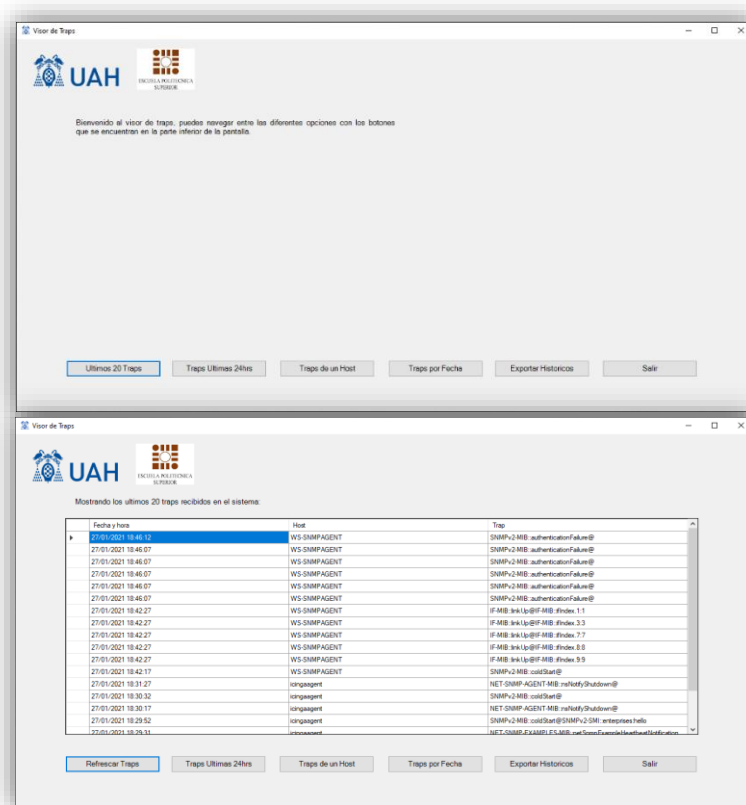 Visor de Traps
UAH
ESCUELA POLITECNICA
SUPERIOR
Bienvenido al visor de traps, puedes navegar entre las diferentes opciones con los botones
que se encuentran en la parte inferior de la pantalla.
Ultimos 20 Traps Traps Ultimas 24hrs Traps de un Host Traps por Fecha Exportar Historicos Salir
Visor de Traps
UAH
ESCUELA POLITECNICA
SUPERIOR
Mostrando los ultimos 20 traps recibidos en el sistema:
Fecha y hora Host Trap
27/01/2021 18:46:12 WS-SNMPAGENT SNMPv2-MIB::authenticationFailure@
27/01/2021 18:46:07 WS-SNMPAGENT SNMPv2-MIB::authenticationFailure@
27/01/2021 18:46:07 WS-SNMPAGENT SNMPv2-MIB::authenticationFailure@
27/01/2021 18:46:07 WS-SNMPAGENT SNMPv2-MIB::authenticationFailure@
27/01/2021 18:46:07 WS-SNMPAGENT SNMPv2-MIB::authenticationFailure@
27/01/2021 18:46:07 WS-SNMPAGENT SNMPv2-MIB::authenticationFailure@
27/01/2021 18:42:27 WS-SNMPAGENT IF-MIB::linkUp@IF-MIB::ifIndex.1:1
27/01/2021 18:42:27 WS-SNMPAGENT IF-MIB::linkUp@IF-MIB::ifIndex.3:3
27/01/2021 18:42:27 WS-SNMPAGENT IF-MIB::linkUp@IF-MIB::ifIndex.7:7
27/01/2021 18:42:27 WS-SNMPAGENT IF-MIB::linkUp@IF-MIB::ifIndex.8:8
27/01/2021 18:42:27 WS-SNMPAGENT IF-MIB::linkUp@IF-MIB::ifIndex.9:9
27/01/2021 18:42:17 WS-SNMPAGENT SNMPv2-MIB::coldStart@
27/01/2021 18:31:27 icingaagent NET-SNMP-AGENT-MIB::nsNotifyShutdown@
27/01/2021 18:30:32 icingaagent SNMPv2-MIB::coldStart@
27/01/2021 18:30:17 icingaagent NET-SNMP-AGENT-MIB::nsNotifyShutdown@
27/01/2021 18:29:52 icingaagent SNMPv2-MIB::coldStart@SNMPv2-SMI::enterprises:hello
27/01/2021 18:29:31 icingaagent NET-SNMP-EXAMPLES-MIB::netSnmpExampleHeartbeatNotification
Refrescar Traps Traps Ultimas 24hrs Traps de un Host Traps por Fecha Exportar Historicos Salir